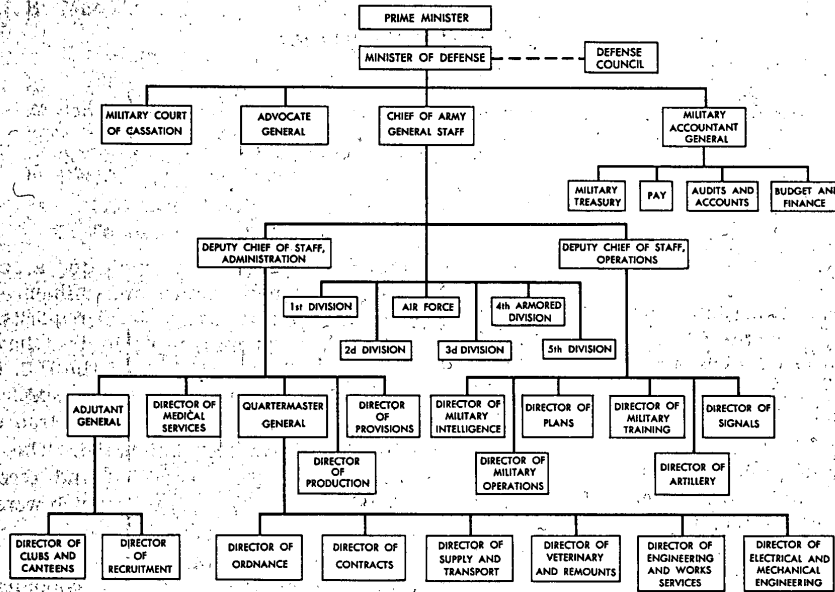 PRIME MINISTER
MINISTER OF DEFENSE
DEFENSE
COUNCIL
MILITARY COURT
OF CASSATION
ADVOCATE
GENERAL
CHIEF OF ARMY
GENERAL STAFF
MILITARY
ACCOUNTANT
GENERAL
MILITARY
TREASURY
PAY
AUDITS AND
ACCOUNTS
BUDGET AND
FINANCE
DEPUTY CHIEF OF STAFF,
ADMINISTRATION
DEPUTY CHIEF OF STAFF,
OPERATIONS
1st DIVISION
AIR FORCE
4th ARMORED
DIVISION
2d DIVISION
3d DIVISION
5th DIVISION
ADJUTANT
GENERAL
DIRECTOR OF
MEDICAL
SERVICES
QUARTERMASTER
GENERAL
DIRECTOR
OF
PROVISIONS
DIRECTOR OF
MILITARY
INTELLIGENCE
DIRECTOR OF
PLANS
DIRECTOR OF
MILITARY
TRAINING
DIRECTOR OF
SIGNALS
DIRECTOR
OF
PRODUCTION
DIRECTOR OF
MILITARY
OPERATIONS
DIRECTOR OF
ARTILLERY
DIRECTOR OF
CLUBS AND
CANTEENS
DIRECTOR
OF
RECRUITMENT
DIRECTOR OF
ORDNANCE
DIRECTOR OF
CONTRACTS
DIRECTOR OF
SUPPLY AND
TRANSPORT
DIRECTOR OF
VETERINARY
AND REMOUNTS
DIRECTOR OF
ENGINEERING
AND WORKS
SERVICES
DIRECTOR OF
ELECTRICAL AND
MECHANICAL
ENGINEERING